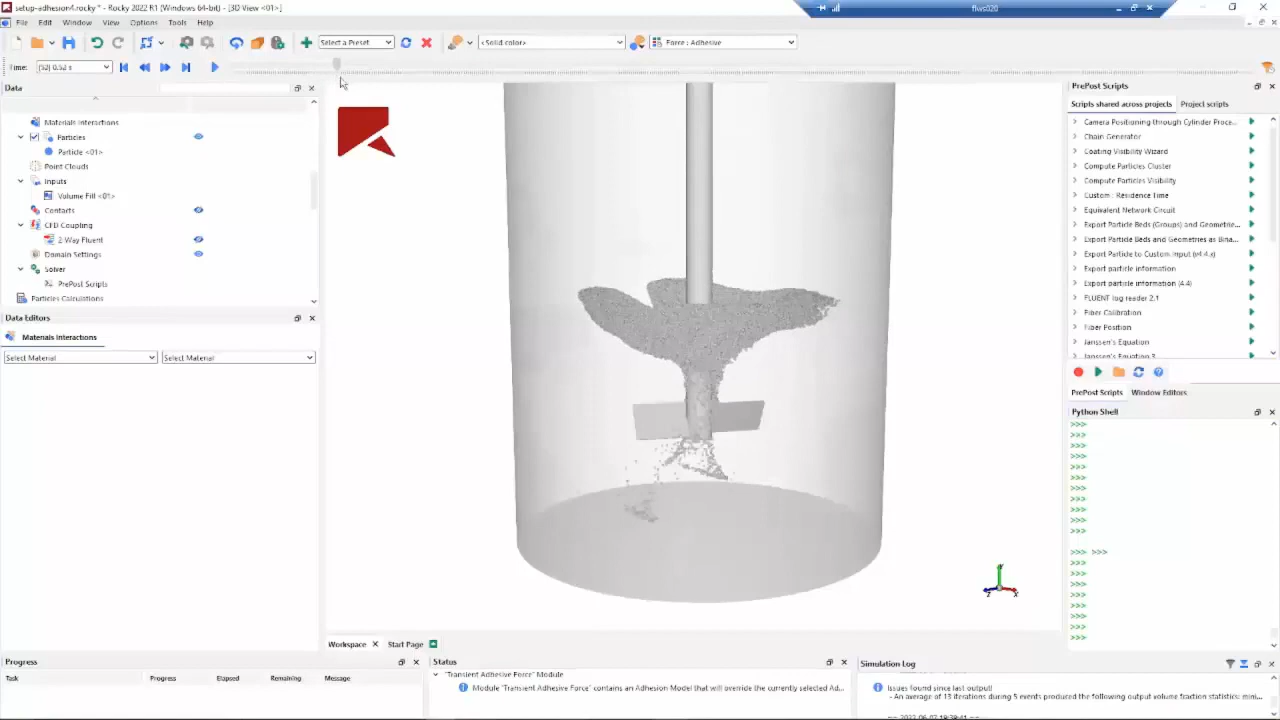 setup-adhesion4.rocky * - Rocky 2022 R1 (Windows 64-bit) - [3D View <01>]
flws020
File Edit Window View Options Tools Help
Select a Preset
<Solid color>
Force : Adhesive
Time: [52] 0.52 s
Data
Materials Interactions
Particles
Particle <01>
Point Clouds
Inputs
Volume Fill <01>
Contacts
CFD Coupling
2-Way Fluent
Domain Settings
Solver
PrePost Scripts
Particles Calculations
Data Editors
Materials Interactions
Select Material Select Material
Y
Z X
Workspace Start Page
PrePost Scripts
Scripts shared across projects Project scripts
Camera Positioning through Cylinder Proce...
Chain Generator
Coating Visibility Wizard
Compute Particles Cluster
Compute Particles Visibility
Custom : Residence Time
Equivalent Network Circuit
Export Particle Beds (Groups) and Geometrie...
Export Particle Beds and Geometries as Bina...
Export Particle to Custom Input (v4.4.x)
Export particle information
Export particle information (4.4)
FLUENT log reader 2.1
Fiber Calibration
Fiber Position
Janssen's Equation
Janssen's Equation 3
PrePost Scripts Window Editors
Python Shell
>>>
>>>
>>>
>>>
>>>
>>>
>>>
>>>
>>>
>>>
>>>
>>> >>>
>>>
>>>
>>>
>>>
>>>
>>>
>>>
>>>
Progress
Task Progress Elapsed Remaining Message
Status
"Transient Adhesive Force" Module
Module "Transient Adhesive Force" contains an Adhesion Model that will override the currently selected Ad...
Simulation Log
Issues found since last output!
- An average of 13 iterations during 5 events produced the following output volume fraction statistics: mini...